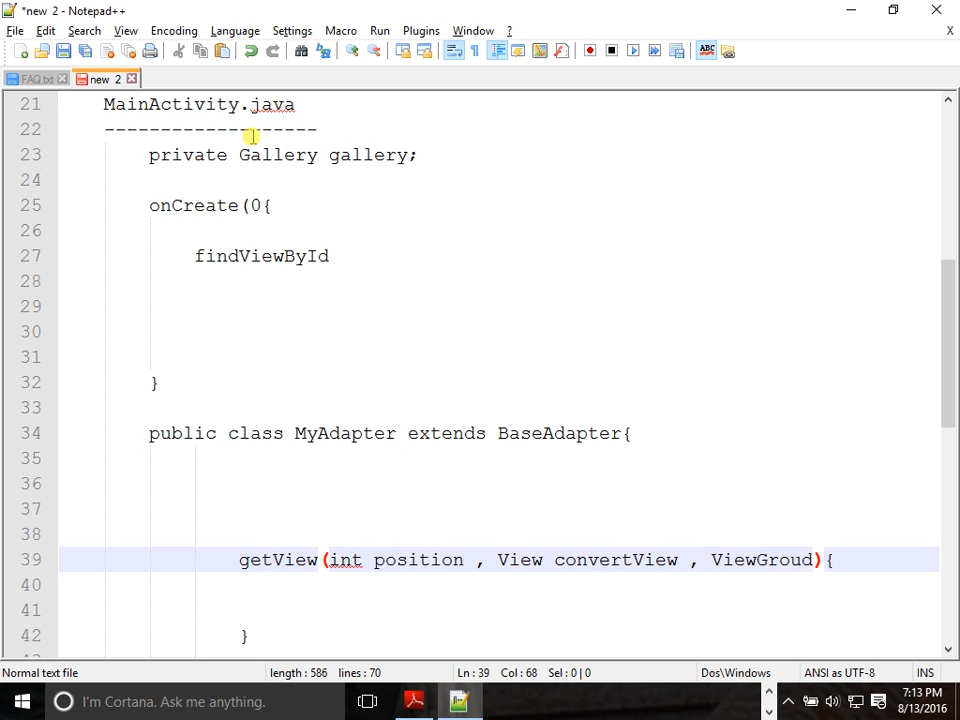 *new 2 - Notepad++
File Edit Search View Encoding Language Settings Macro Run Plugins Window ? X
ABC
FAQ.txt new 2
21 MainActivity.java
22 -------------------
23 private Gallery gallery;
24
25 onCreate(0{
26
27 findViewById
28
29
30
31
32 }
33
34 public class MyAdapter extends BaseAdapter{
35
36
37
38
39 getView(int position , View convertView , ViewGroud){
40
41
42 }
Normal text file length : 586 lines : 70 Ln : 39 Col : 68 Sel : 0 | 0 Dos\Windows ANSI as UTF-8 INS
I'm Cortana. Ask me anything. 7:13 PM
8/13/2016